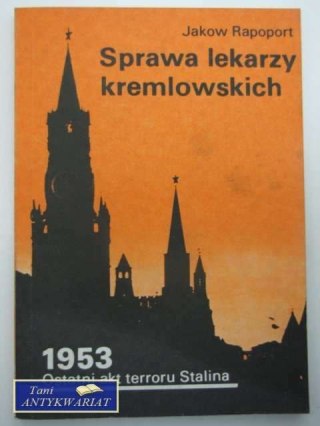 Jakow Rapoport
Sprawa lekarzy
kremlowskich
1953
Ostatni akt terroru Stalina
Tani
ANTYKWARIAT